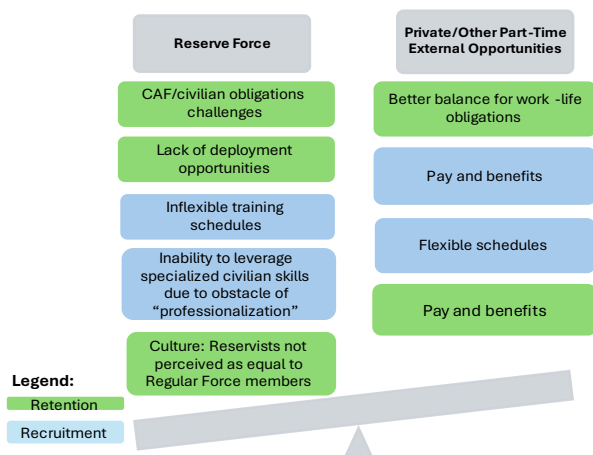 Reserve Force
CAF/civilian obligations
challenges
Lack of deployment
opportunities
Inflexible training
schedules
Inability to leverage
specialized civilian skills
due to obstacle of
“professionalization”
Culture: Reservists not
perceived as equal to
Regular Force members
Private/Other Part-Time
External Opportunities
Better balance for work -life
obligations
Pay and benefits
Flexible schedules
Pay and benefits
Legend:
Retention
Recruitment